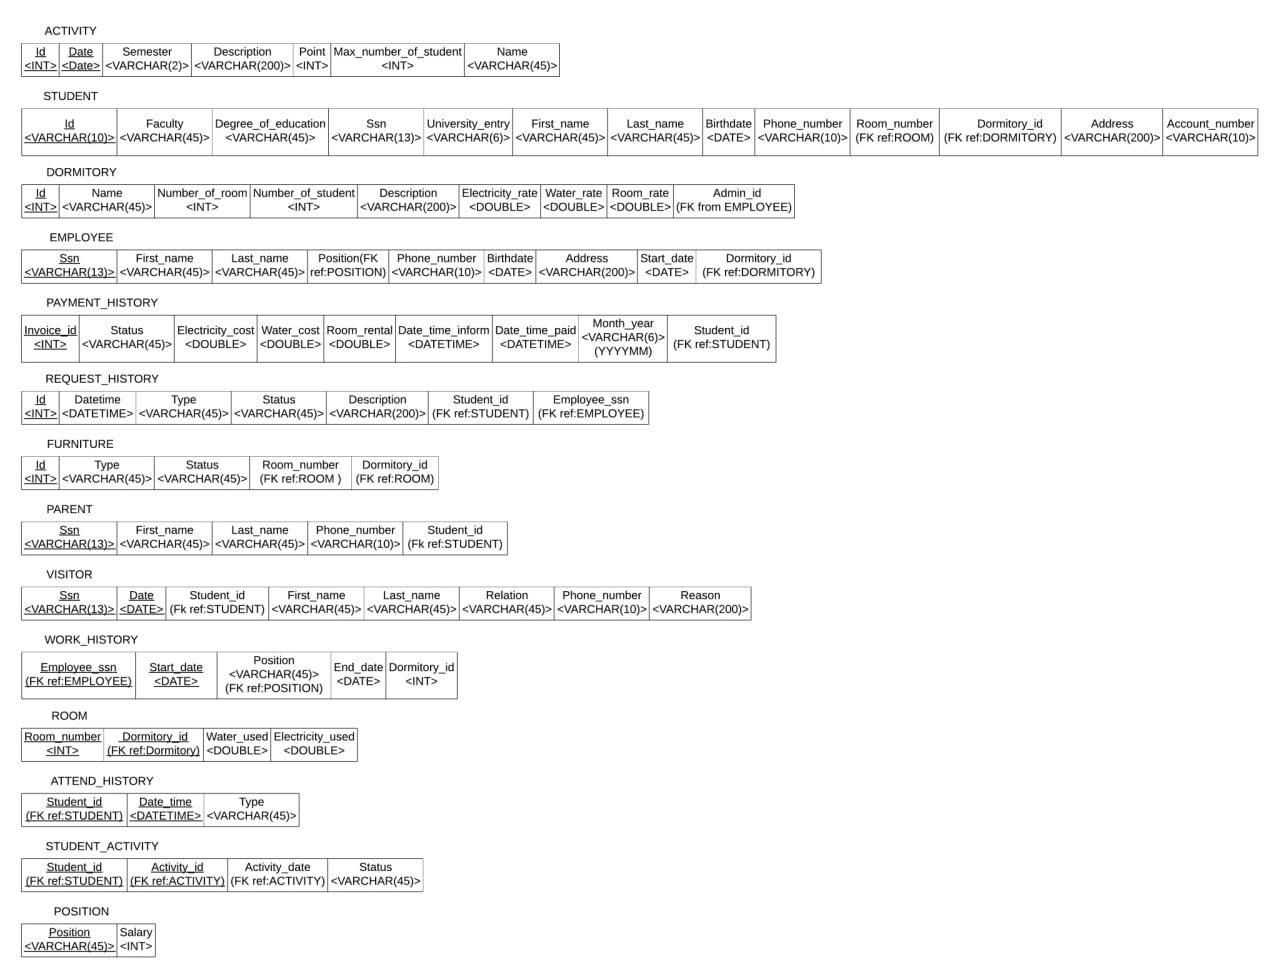 ACTIVITY
Id Date Semester Description Point Max_number_of_student Name
<INT> <Date> <VARCHAR(2)> <VARCHAR(200)> <INT> <INT> <VARCHAR(45)>
STUDENT
Id Faculty Degree_of_education Ssn University_entry First_name Last_name Birthdate Phone_number Room_number Dormitory_id Address Account_number
<VARCHAR(10)> <VARCHAR(45)> <VARCHAR(45)> <VARCHAR(13)> <VARCHAR(6)> <VARCHAR(45)> <VARCHAR(45)> <DATE> <VARCHAR(10)> (FK ref:ROOM) (FK ref:DORMITORY) <VARCHAR(200)> <VARCHAR(10)>
DORMITORY
Id Name Number_of_room Number_of_student Description Electricity_rate Water_rate Room_rate Admin_id
<INT> <VARCHAR(45)> <INT> <INT> <VARCHAR(200)> <DOUBLE> <DOUBLE> <DOUBLE> (FK from EMPLOYEE)
EMPLOYEE
Ssn First_name Last_name Position(FK Phone_number Birthdate Address Start_date Dormitory_id
<VARCHAR(13)> <VARCHAR(45)> <VARCHAR(45)> ref:POSITION) <VARCHAR(10)> <DATE> <VARCHAR(200)> <DATE> (FK ref:DORMITORY)
PAYMENT_HISTORY
Invoice_id Status Electricity_cost Water_cost Room_rental Date_time_inform Date_time_paid Month_year Student_id
<INT> <VARCHAR(45)> <DOUBLE> <DOUBLE> <DOUBLE> <DATETIME> <DATETIME> <VARCHAR(6)> (FK ref:STUDENT)
(YYYYMM)
REQUEST_HISTORY
Id Datetime Type Status Description Student_id Employee_ssn
<INT> <DATETIME> <VARCHAR(45)> <VARCHAR(45)> <VARCHAR(200)> (FK ref:STUDENT) (FK ref:EMPLOYEE)
FURNITURE
Id Type Status Room_number Dormitory_id
<INT> <VARCHAR(45)> <VARCHAR(45)> (FK ref:ROOM ) (FK ref:ROOM)
PARENT
Ssn First_name Last_name Phone_number Student_id
<VARCHAR(13)> <VARCHAR(45)> <VARCHAR(45)> <VARCHAR(10)> (Fk ref:STUDENT)
VISITOR
Ssn Date Student_id First_name Last_name Relation Phone_number Reason
<VARCHAR(13)> <DATE> (Fk ref:STUDENT) <VARCHAR(45)> <VARCHAR(45)> <VARCHAR(45)> <VARCHAR(10)> <VARCHAR(200)>
WORK_HISTORY
Employee_ssn Start_date Position End_date Dormitory_id
(FK ref:EMPLOYEE) <DATE> <VARCHAR(45)> <DATE> <INT>
(FK ref:POSITION)
ROOM
Room_number Dormitory_id Water_used Electricity_used
<INT> (FK ref:Dormitory) <DOUBLE> <DOUBLE>
ATTEND_HISTORY
Student_id Date_time Type
(FK ref:STUDENT) <DATETIME> <VARCHAR(45)>
STUDENT_ACTIVITY
Student_id Activity_id Activity_date Status
(FK ref:STUDENT) (FK ref:ACTIVITY) (FK ref:ACTIVITY) <VARCHAR(45)>
POSITION
Position Salary
<VARCHAR(45)> <INT>